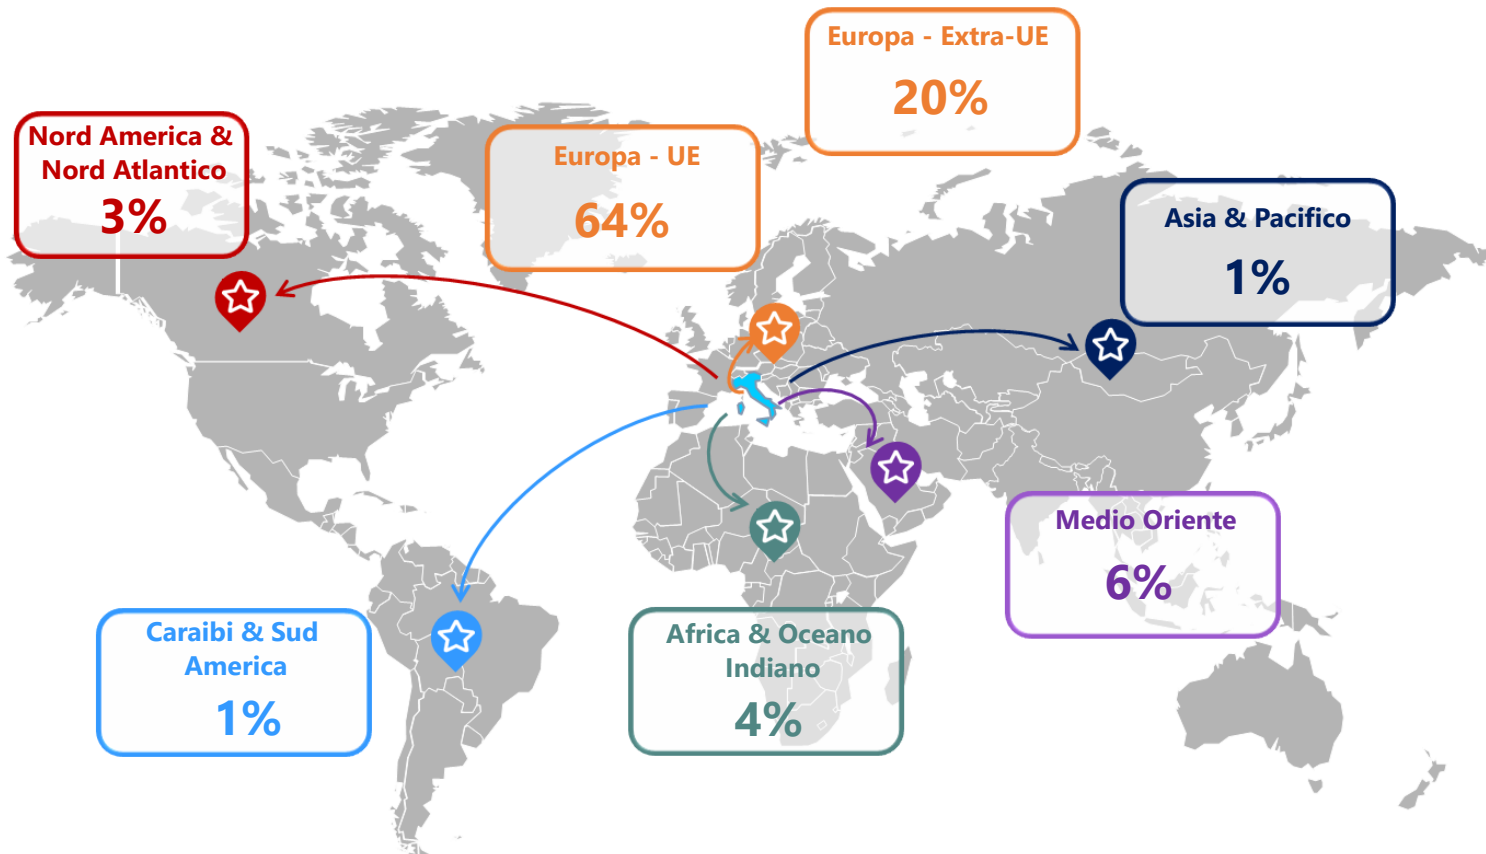 Europa - Extra-UE
20%
Nord America &
Nord Atlantico
3%
Europa - UE
64%
Asia & Pacifico
1%
Medio Oriente
6%
Caraibi & Sud
America
1%
Africa & Oceano
Indiano
4%